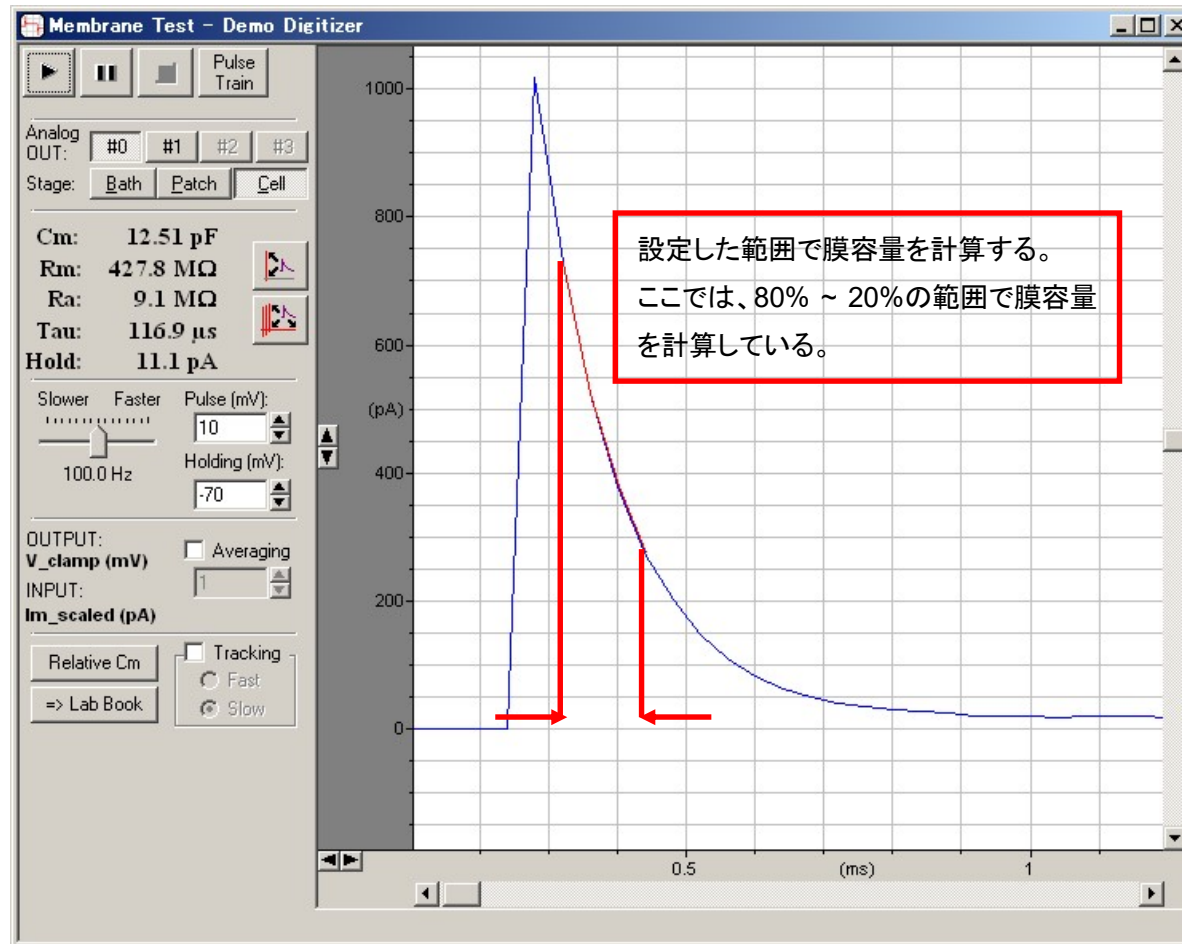 Membrane Test - Demo Digitizer
Pulse Train
Analog OUT: #0 #1 #2 #3
Stage: Bath Patch Cell
Cm: 12.51 pF
Rm: 427.8 MΩ
Ra: 9.1 MΩ
Tau: 116.9 µs
Hold: 11.1 pA
Slower Faster
100.0 Hz
Pulse (mV):
10
Holding (mV):
-70
OUTPUT:
V_clamp (mV)
INPUT:
Im_scaled (pA)
Averaging
1
Relative Cm
=> Lab Book
Tracking
Fast
Slow
1000
800
600
(pA)
400
200
0
設定した範囲で膜容量を計算する。
ここでは、80% ~ 20%の範囲で膜容量
を計算している。
0.5 (ms) 1